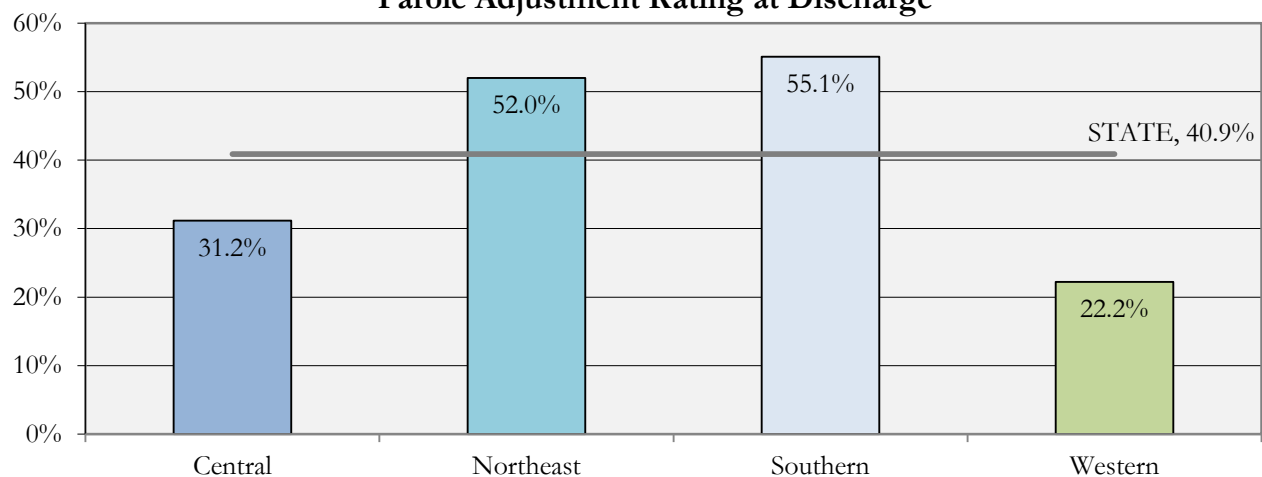 Parole Adjustment Rating at Discharge
60%
50%
40%
30%
20%
10%
0%
31.2%
52.0%
55.1%
22.2%
STATE, 40.9%
Central
Northeast
Southern
Western